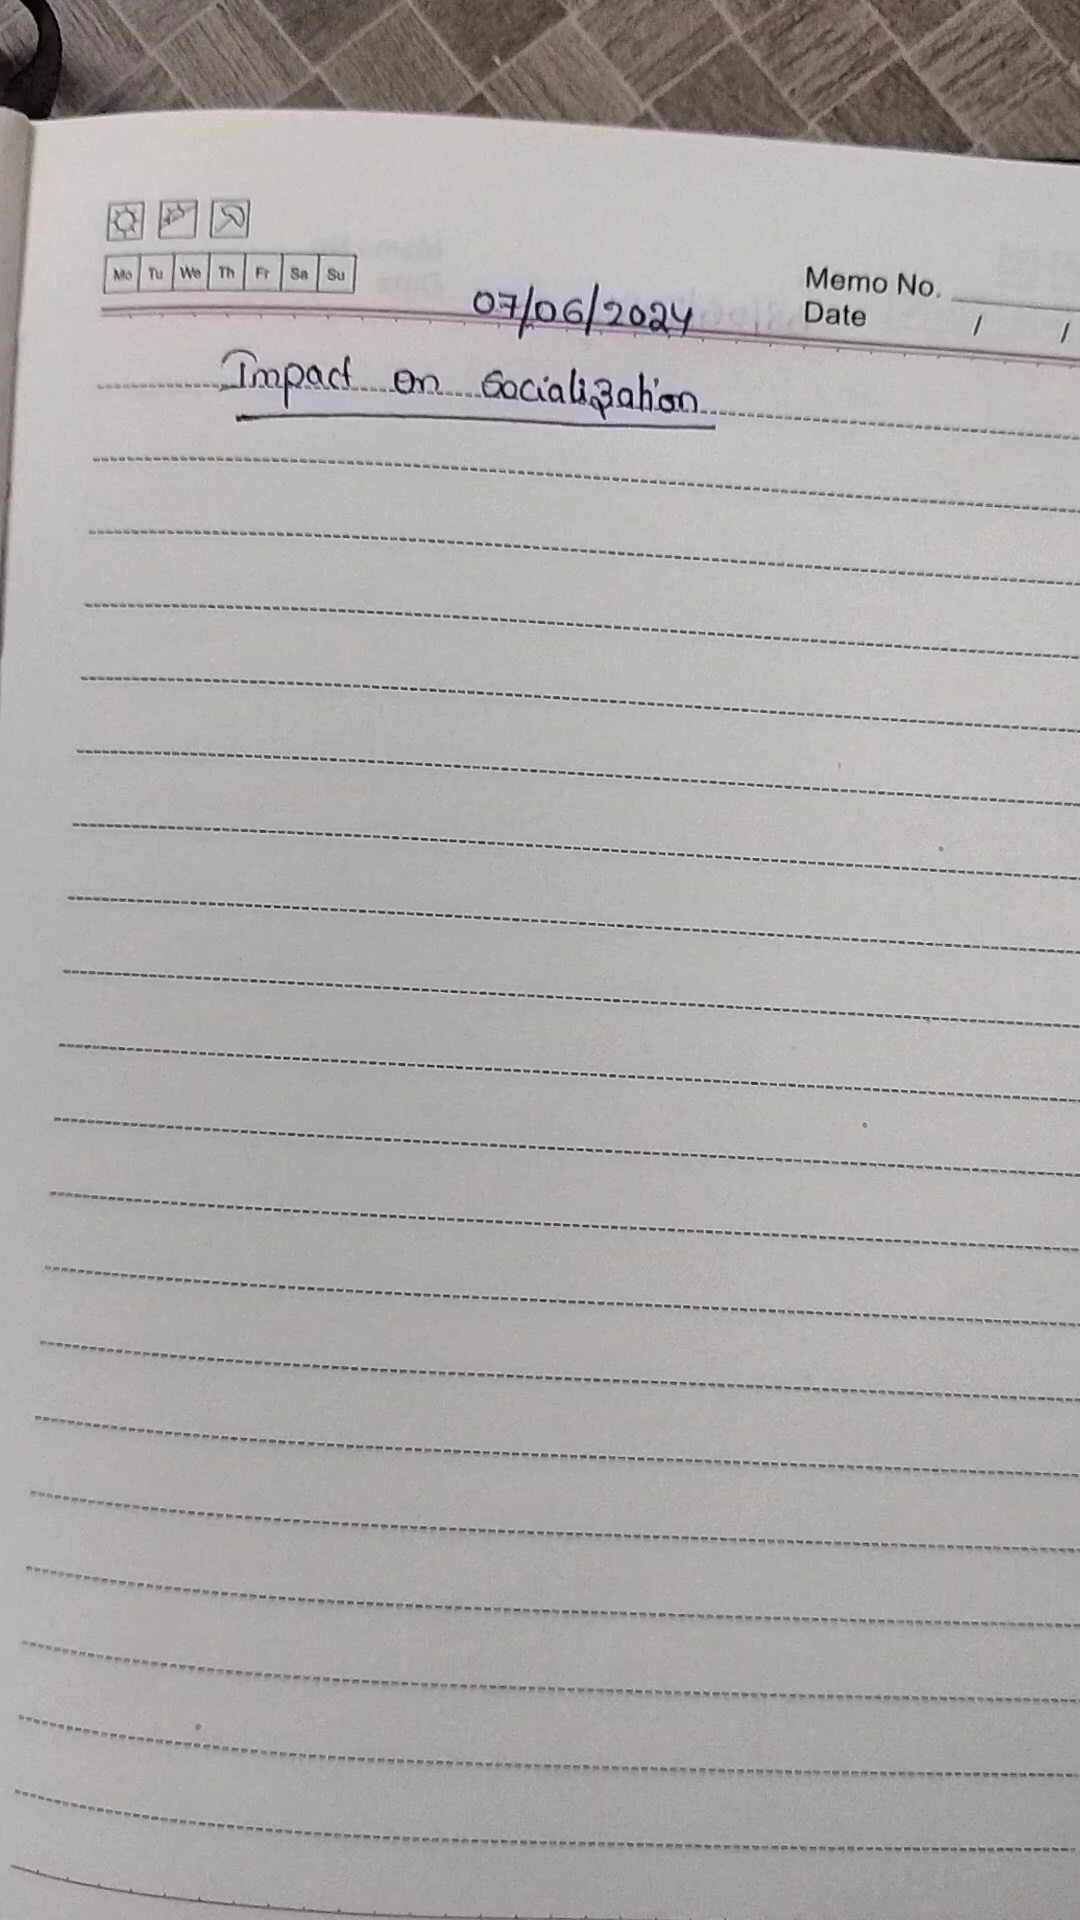 Mo Tu We Th Fr Sa Su
Memo No.
07/06/2024
Date / /
Impact on Socialization